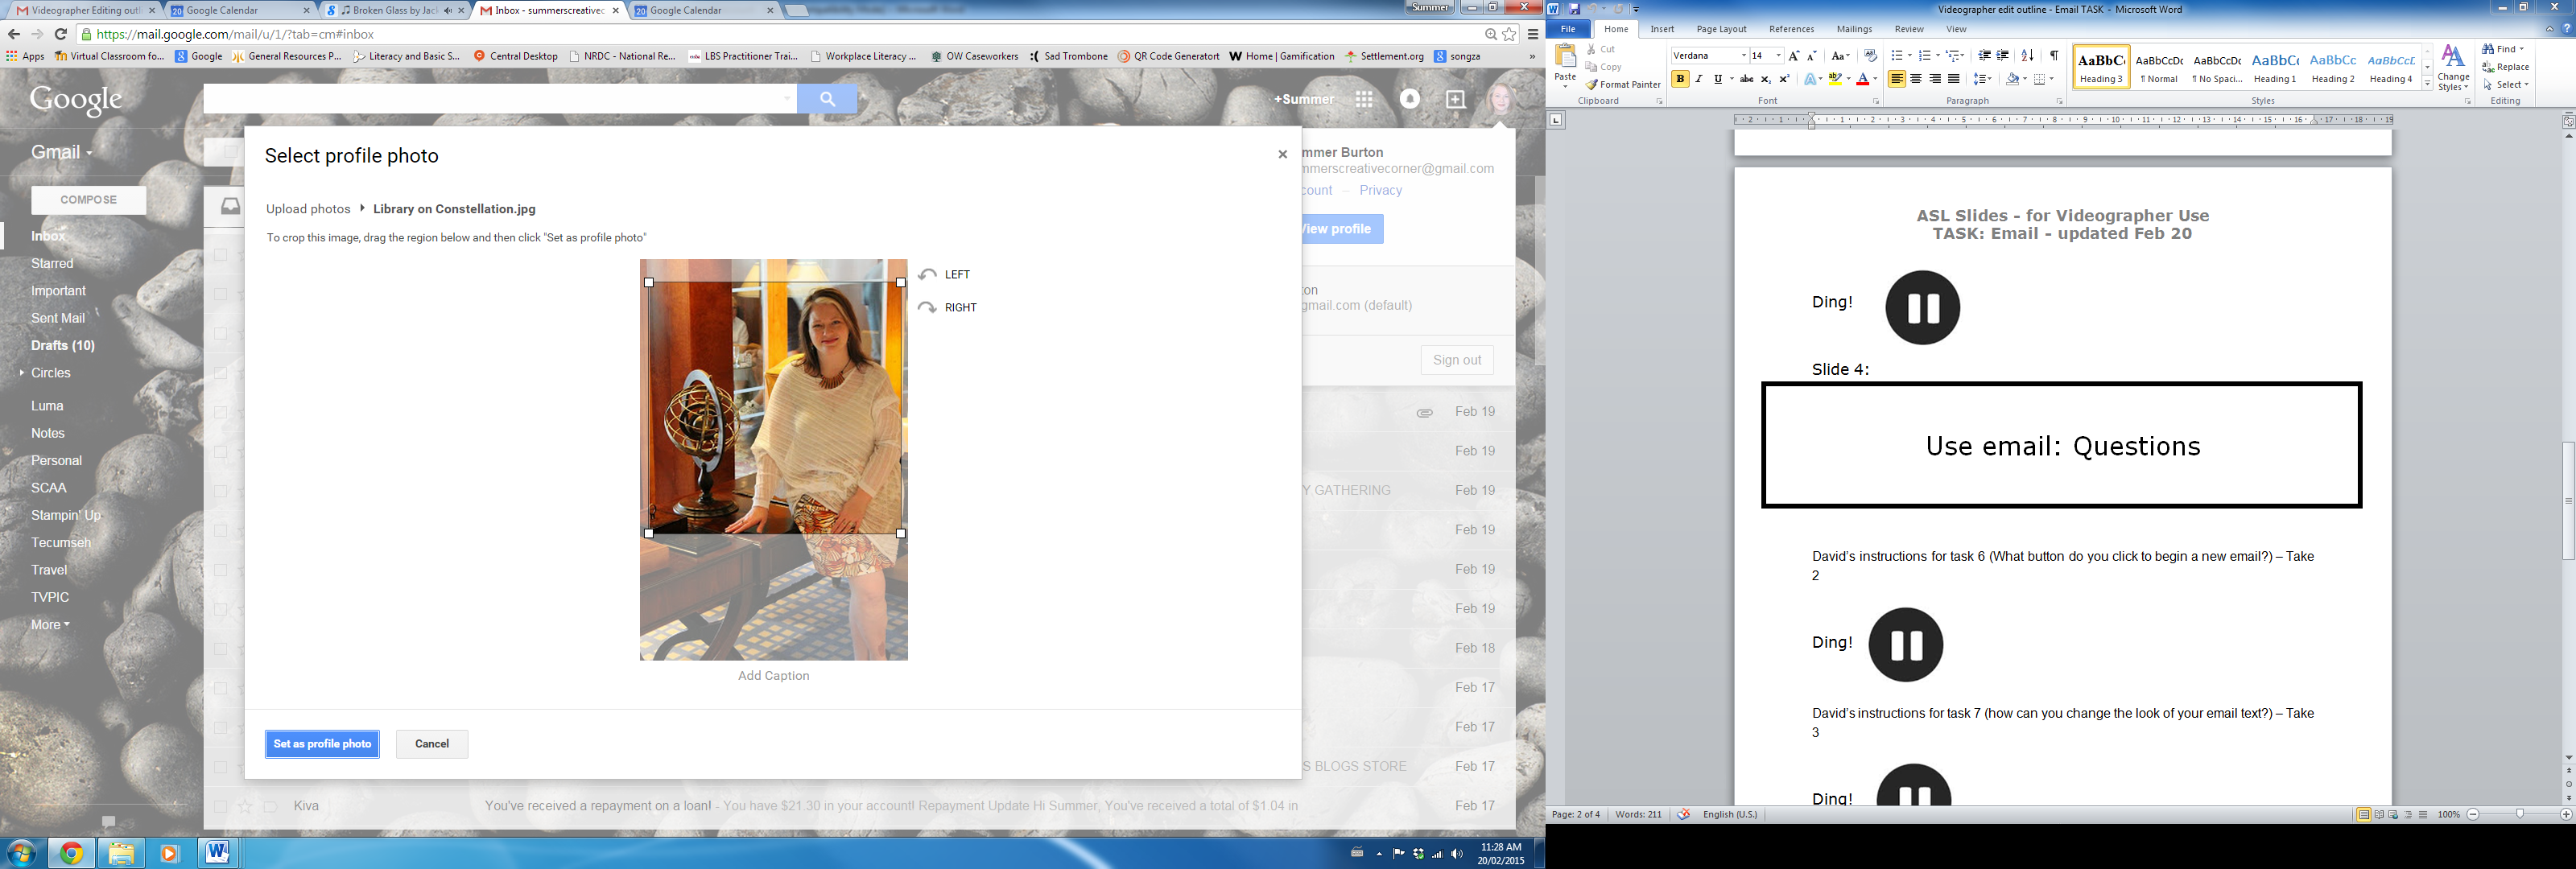 Videographer Editing outl
Google Calendar
Broken Glass by Jack
Inbox - summerscreativec
Google Calendar
Summer
https://mail.google.com/mail/u/1/?tab=cm#inbox
Apps
Virtual Classroom fo...
Google
General Resources P...
Literacy and Basic S...
Central Desktop
NRDC - National Re...
LBS Practitioner Trai...
Workplace Literacy ...
OW Caseworkers
Sad Trombone
QR Code Generatort
Home | Gamification
Settlement.org
songza
»
Google
+Summer
Gmail
COMPOSE
Inbox
Starred
Important
Sent Mail
Drafts (10)
Circles
Luma
Notes
Personal
SCAA
Stampin' Up
Tecumseh
Travel
TVPIC
More
Select profile photo
Upload photos
Library on Constellation.jpg
To crop this image, drag the region below and then click "Set as profile photo"
LEFT
RIGHT
Add Caption
Set as profile photo
Cancel
mmer Burton
mmerscreativecorner@gmail.com
count – Privacy
View profile
ton
gmail.com (default)
Sign out
Feb 19
Feb 19
Y GATHERING
Feb 19
Feb 19
Feb 19
Feb 19
Feb 18
Feb 17
Feb 17
S BLOGS STORE
Feb 17
Kiva
You've received a repayment on a loan! - You have $21.30 in your account! Repayment Update Hi Summer, You've received a total of $1.04 in
Feb 17
11:28 AM
20/02/2015
Videographer edit outline - Email TASK - Microsoft Word
File
Home
Insert
Page Layout
References
Mailings
Review
View
Paste
Cut
Copy
Format Painter
Clipboard
Verdana
14
Font
Paragraph
AaBbC
Heading 3
AaBbCcDc
¶ Normal
AaBbCcDc
¶ No Spaci...
AaBbC
Heading 1
AaBbCc
Heading 2
AaBbCcL
Heading 4
Change
Styles
Styles
Find
Replace
Select
Editing
ASL Slides - for Videographer Use
TASK: Email - updated Feb 20
Ding!
Slide 4:
Use email: Questions
David's instructions for task 6 (What button do you click to begin a new email?) – Take
2
Ding!
David's instructions for task 7 (how can you change the look of your email text?) – Take
3
Ding!
Page: 2 of 4
Words: 211
English (U.S.)
100%